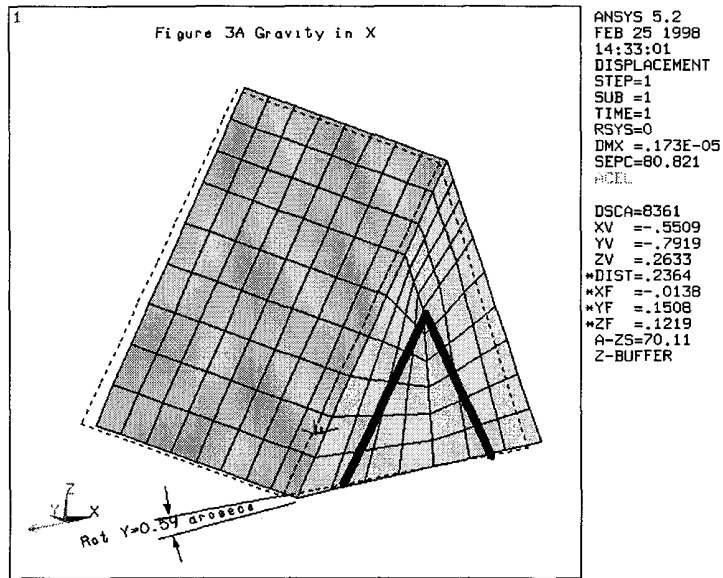 1
Figure 3A Gravity in X
ANSYS 5.2
FEB 25 1998
14:33:01
DISPLACEMENT
STEP=1
SUB =1
TIME=1
RSYS=0
DMX =.173E-05
SEPC=80.821
ACEL
DSCA=8361
XV =-.5509
YV =-.7919
ZV =.2633
*DIST=.2364
*XF =-.0138
*YF =.1508
*ZF =.1219
A-ZS=70.11
Z-BUFFER
Z
Y X
Rot Y=0.59 arcsecs